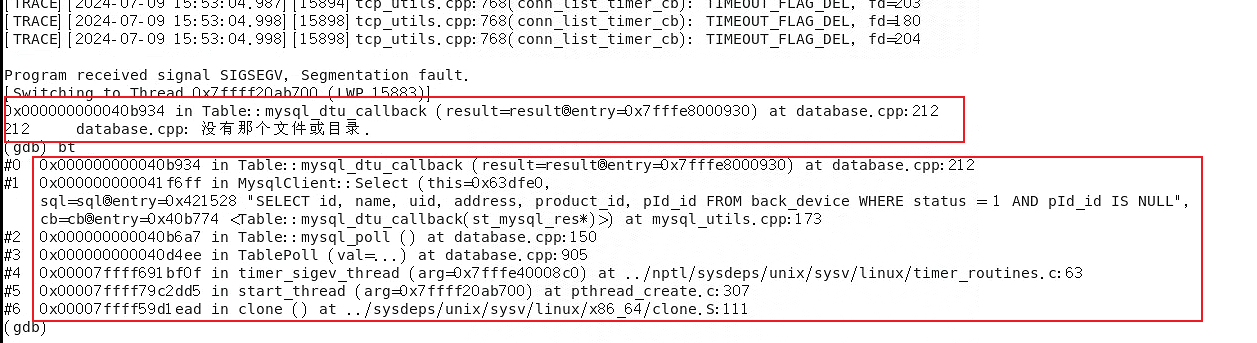 [TRACE][2024-07-09 15:53:04.987][15894] tcp_utils.cpp:768(conn_list_timer_cb): TIMEOUT_FLAG_DEL, fd=203
[TRACE][2024-07-09 15:53:04.998][15898] tcp_utils.cpp:768(conn_list_timer_cb): TIMEOUT_FLAG_DEL, fd=180
[TRACE][2024-07-09 15:53:04.998][15898] tcp_utils.cpp:768(conn_list_timer_cb): TIMEOUT_FLAG_DEL, fd=204
Program received signal SIGSEGV, Segmentation fault.
[Switching to Thread 0x7ffff20ab700 (LWP 15883)]
0x000000000040b934 in Table::mysql_dtu_callback (result=result@entry=0x7fffe8000930) at database.cpp:212
212     database.cpp: 没有那个文件或目录.
(gdb) bt
#0  0x000000000040b934 in Table::mysql_dtu_callback (result=result@entry=0x7fffe8000930) at database.cpp:212
#1  0x000000000041f6ff in MysqlClient::Select (this=0x63dfe0,
sql=sql@entry=0x421528 "SELECT id, name, uid, address, product_id, pId_id FROM back_device WHERE status = 1 AND pId_id IS NULL",
cb=cb@entry=0x40b774 <Table::mysql_dtu_callback(st_mysql_res*)>) at mysql_utils.cpp:173
#2  0x000000000040b6a7 in Table::mysql_poll () at database.cpp:150
#3  0x000000000040d4ee in TablePoll (val=...) at database.cpp:905
#4  0x00007ffff691bf0f in timer_sigev_thread (arg=0x7fffe40008c0) at ../nptl/sysdeps/unix/sysv/linux/timer_routines.c:63
#5  0x00007ffff79c2dd5 in start_thread (arg=0x7ffff20ab700) at pthread_create.c:307
#6  0x00007ffff59d1ead in clone () at ../sysdeps/unix/sysv/linux/x86_64/clone.S:111
(gdb)